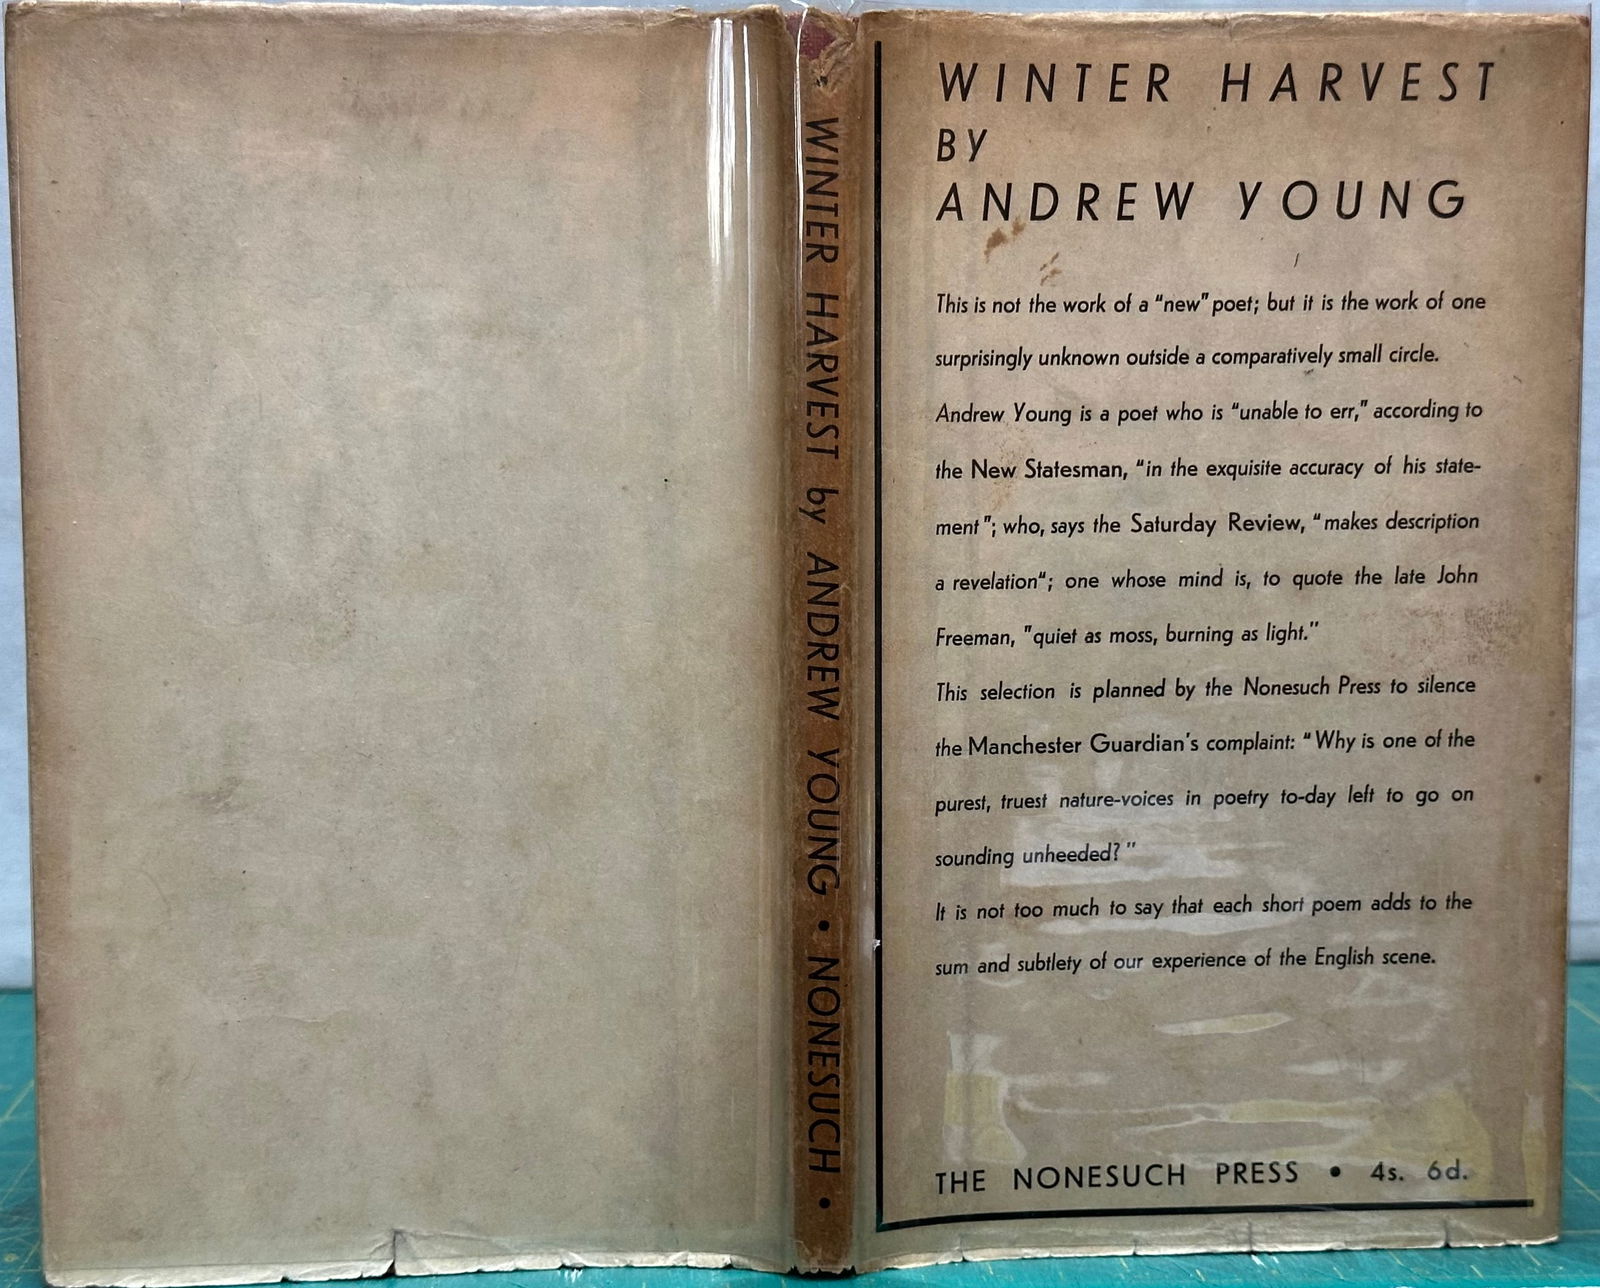 WINTER HARVEST by ANDREW YOUNG • NONESUCH •
WINTER HARVEST
BY
ANDREW YOUNG
This is not the work of a “new” poet; but it is the work of one
surprisingly unknown outside a comparatively small circle.
Andrew Young is a poet who is “unable to err,” according to
the New Statesman, “in the exquisite accuracy of his state-
ment”; who, says the Saturday Review, “makes description
a revelation“; one whose mind is, to quote the late John
Freeman, ”quiet as moss, burning as light.”
This selection is planned by the Nonesuch Press to silence
the Manchester Guardian's complaint: “Why is one of the
purest, truest nature-voices in poetry to-day left to go on
sounding unheeded?”
It is not too much to say that each short poem adds to the
sum and subtlety of our experience of the English scene.
THE NONESUCH PRESS • 4s. 6d.